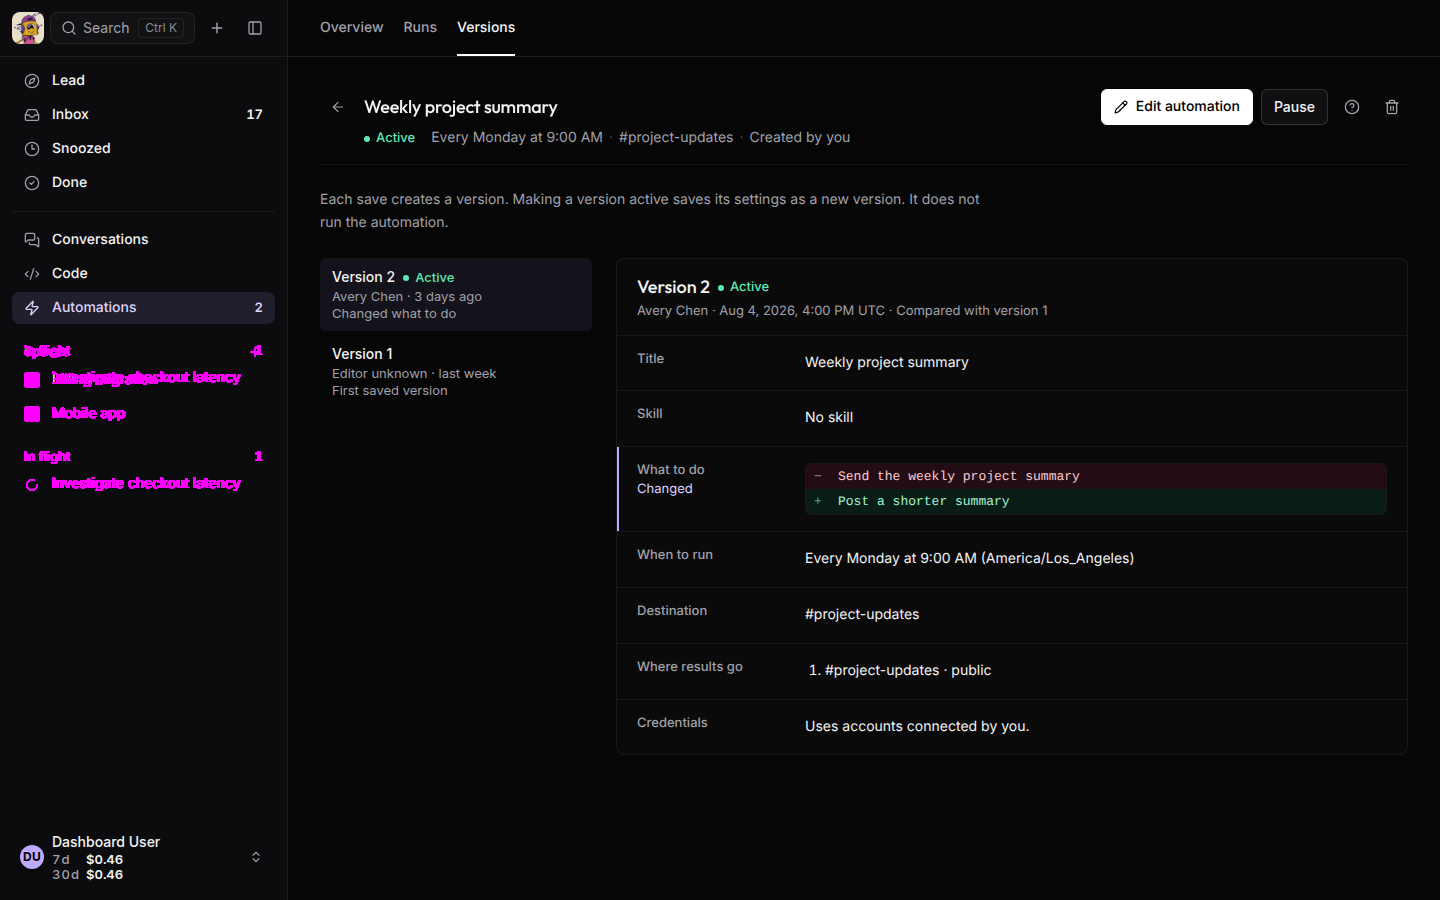 Search Ctrl K
Overview Runs Versions
Lead
Inbox 17
Snoozed
Done
Conversations
Code
Automations 2
checkout latency
Mobile app
In flight 1
Investigate checkout latency
Dashboard User
DU
7d $0.46
30d $0.46
Weekly project summary
Edit automation
Pause
Active Every Monday at 9:00 AM · #project-updates · Created by you
Each save creates a version. Making a version active saves its settings as a new version. It does not
run the automation.
Version 2 Active
Avery Chen · 3 days ago
Changed what to do
Version 1
Editor unknown · last week
First saved version
Version 2 Active
Avery Chen · Aug 4, 2026, 4:00 PM UTC · Compared with version 1
Title Weekly project summary
Skill No skill
What to do
Changed
− Send the weekly project summary
+ Post a shorter summary
When to run Every Monday at 9:00 AM (America/Los_Angeles)
Destination #project-updates
Where results go 1. #project-updates · public
Credentials Uses accounts connected by you.